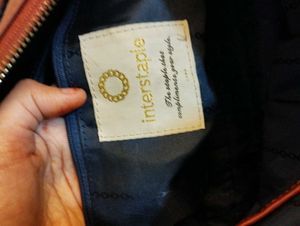 interstaple
The staple that
compliments your style.